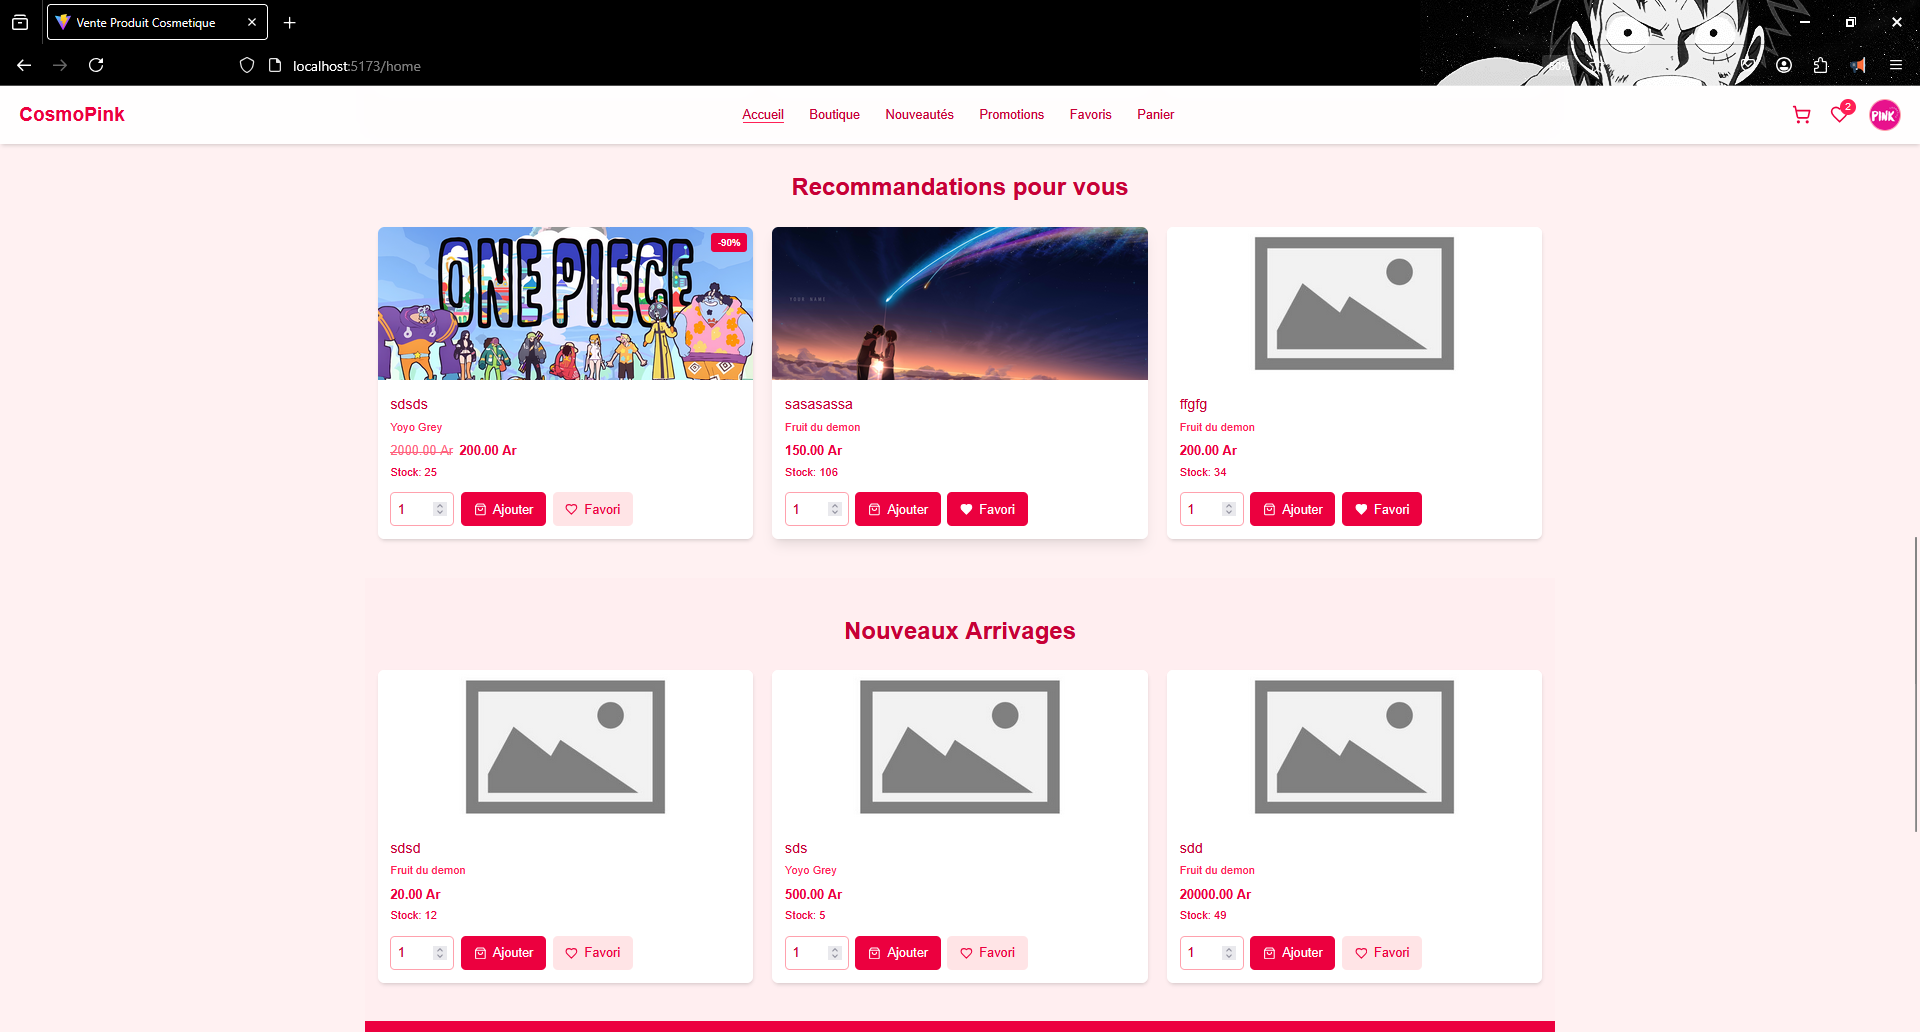 Vente Produit Cosmetique
localhost:5173/home
CosmoPink
Accueil Boutique Nouveautés Promotions Favoris Panier
2
PINK
Recommandations pour vous
ONE PIECE
-90%
YOUR NAME
sdsds
Yoyo Grey
2000.00 Ar 200.00 Ar
Stock: 25
1 Ajouter Favori
sasasassa
Fruit du demon
150.00 Ar
Stock: 106
1 Ajouter Favori
ffgfg
Fruit du demon
200.00 Ar
Stock: 34
1 Ajouter Favori
Nouveaux Arrivages
sdsd
Fruit du demon
20.00 Ar
Stock: 12
1 Ajouter Favori
sds
Yoyo Grey
500.00 Ar
Stock: 5
1 Ajouter Favori
sdd
Fruit du demon
20000.00 Ar
Stock: 49
1 Ajouter Favori